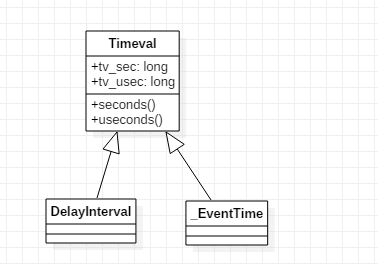 Timeval
+tv_sec: long
+tv_usec: long
+seconds()
+useconds()
DelayInterval
_EventTime